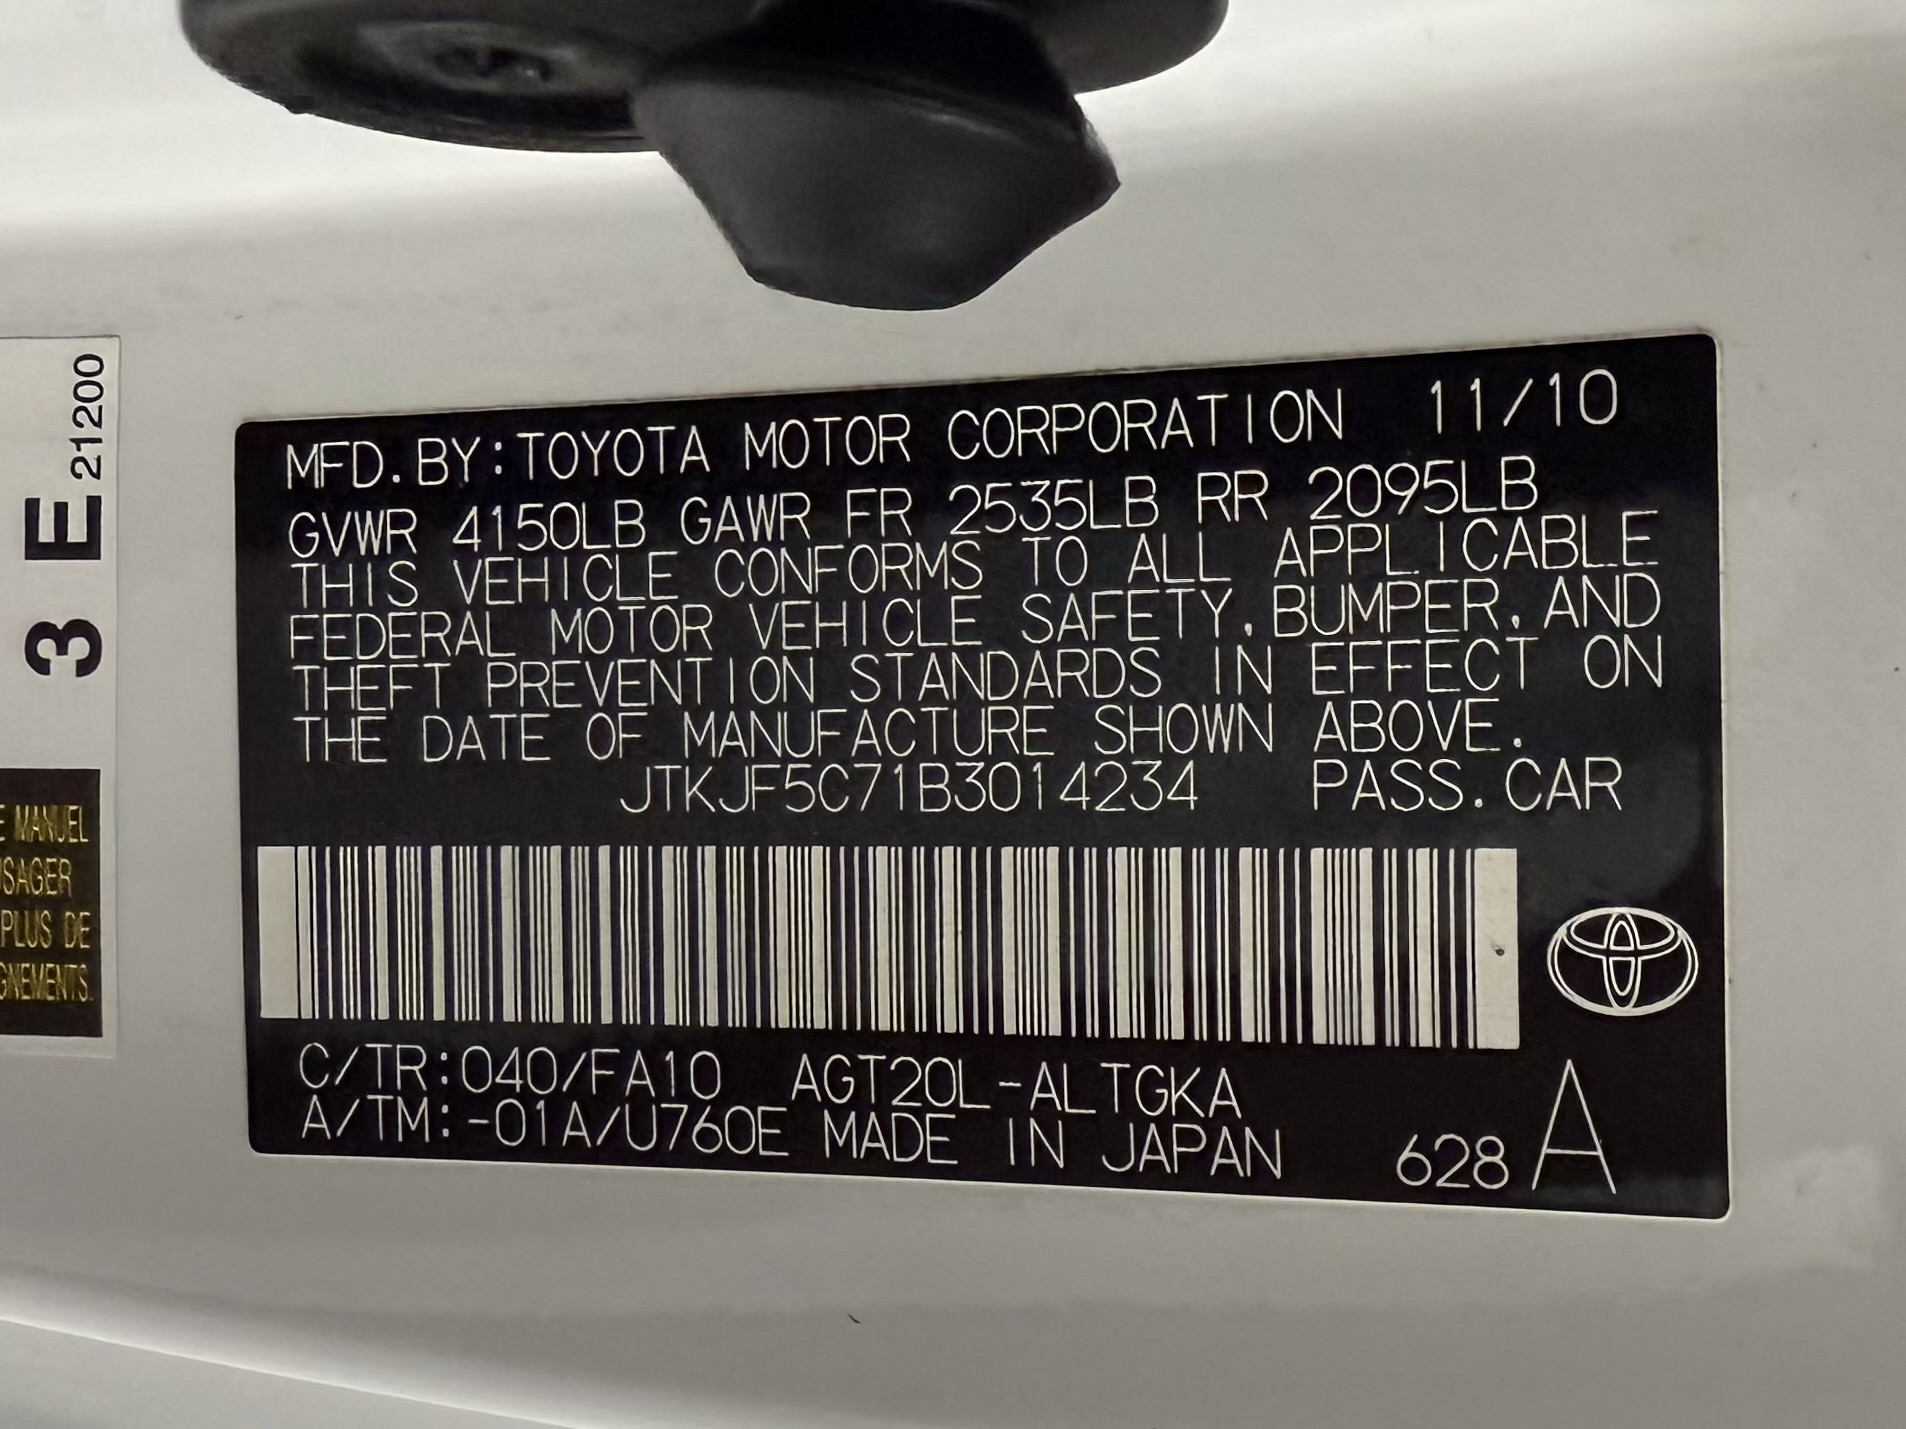 MFD.BY:TOYOTA MOTOR CORPORATION 11/10
GVWR 4150LB GAWR FR 2535LB RR 2095LB
THIS VEHICLE CONFORMS TO ALL APPLICABLE
FEDERAL MOTOR VEHICLE SAFETY, BUMPER, AND
THEFT PREVENTION STANDARDS IN EFFECT ON
THE DATE OF MANUFACTURE SHOWN ABOVE.
JTKJF5C71B3014234 PASS.CAR
C/TR:040/FA10 AGT20L-ALTGKA
A/TM:-01A/U760E MADE IN JAPAN 628 A
3 E 21200
MANUEL
PLUS DE